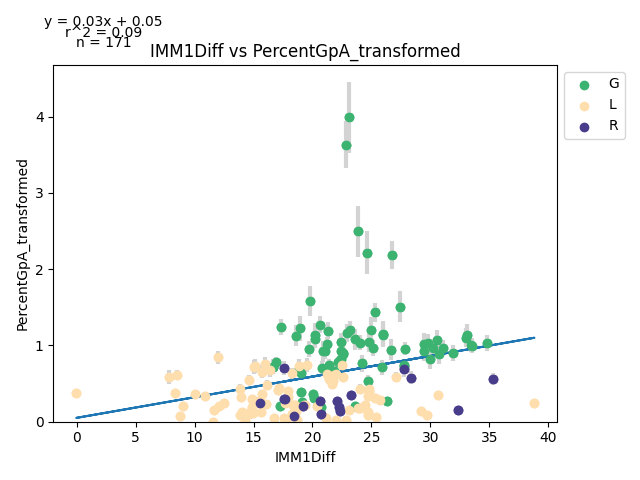 y = 0.03x + 0.05
r^2 = 0.09
n = 171
IMM1Diff vs PercentGpA_transformed
G
L
R
PercentGpA_transformed
4
3
2
1
0
0 5 10 15 20 25 30 35 40
IMM1Diff